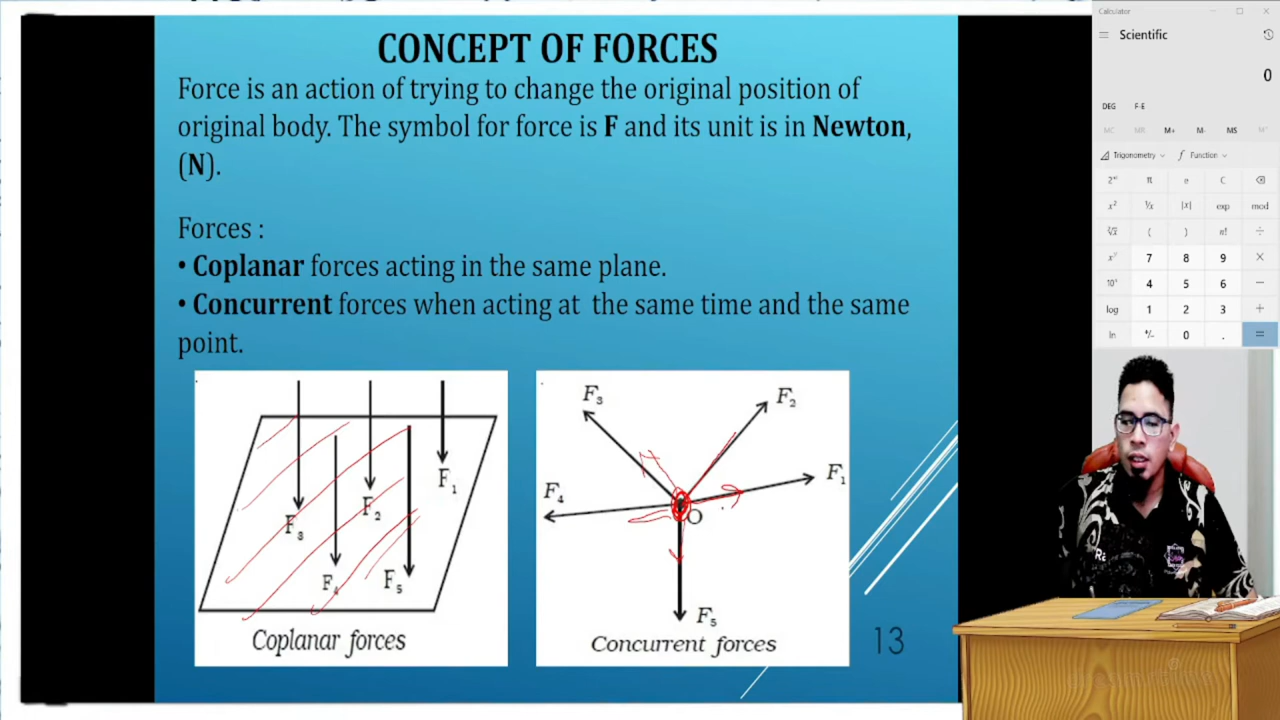 CONCEPT OF FORCES
Force is an action of trying to change the original position of
original body. The symbol for force is F and its unit is in Newton,
(N).
Forces :
• Coplanar forces acting in the same plane.
• Concurrent forces when acting at the same time and the same
point.
F₁
F₂
F₃
F₄
F₅
Coplanar forces
F₃
F₂
F₁
F₄
O
F₅
Concurrent forces
13
Calculator
Scientific
0
DEG F-E
MC MR M+ M- MS
Trigonometry Function
π e C
x² ¹/x |x| exp mod
( ) n! ÷
7 8 9 ×
4 5 6 −
log 1 2 3 +
ln +/- 0 . =